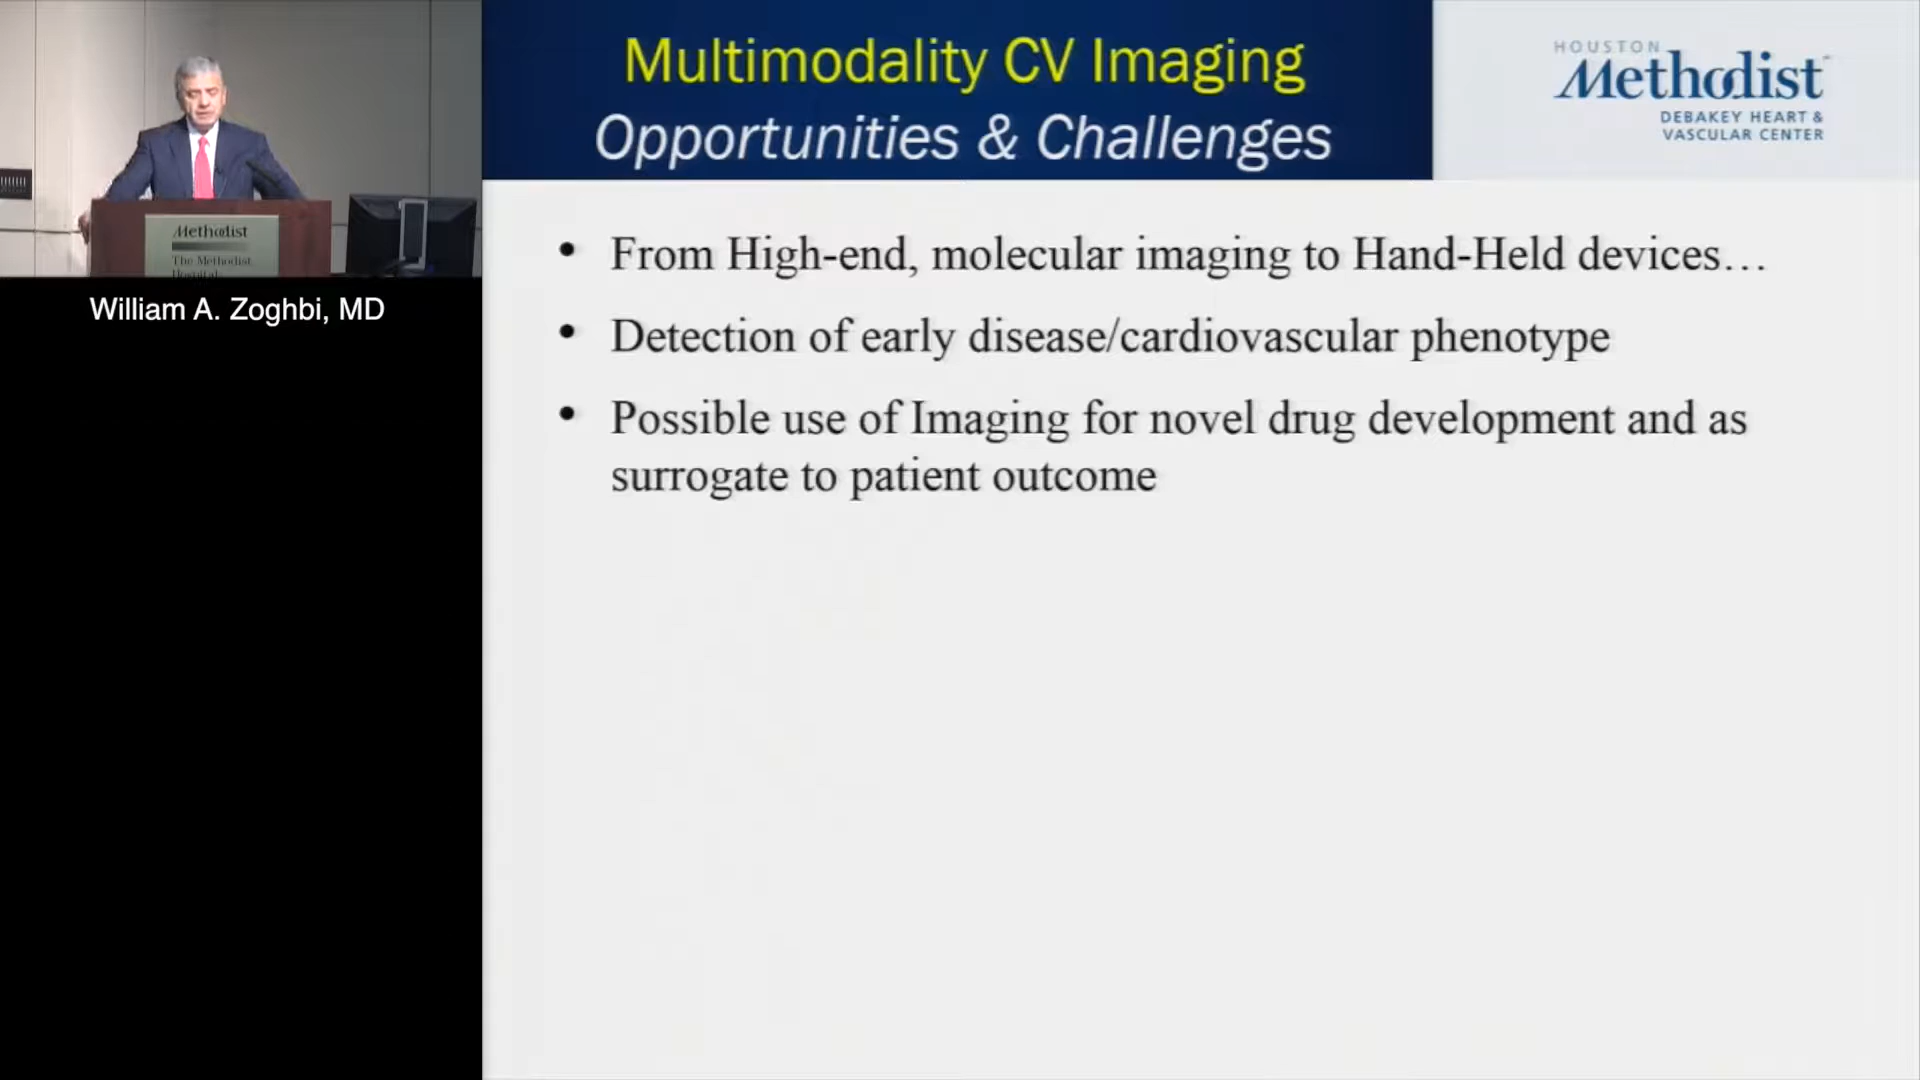 Multimodality CV Imaging
Opportunities & Challenges
HOUSTON
Methodist
DEBAKEY HEART &
VASCULAR CENTER
Methodist
The Methodist
Hospital
William A. Zoghbi, MD
• From High-end, molecular imaging to Hand-Held devices…
• Detection of early disease/cardiovascular phenotype
• Possible use of Imaging for novel drug development and as
surrogate to patient outcome